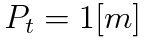 P_t = 1[m]